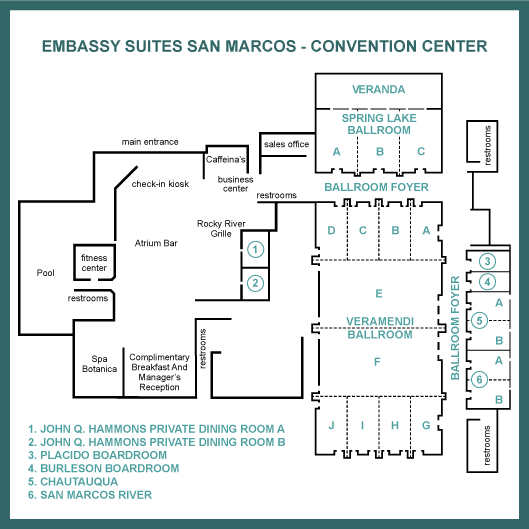 EMBASSY SUITES SAN MARCOS - CONVENTION CENTER
VERANDA
SPRING LAKE
BALLROOM
A B C
restrooms
main entrance
sales office
Caffeina's
business
center
check-in kiosk
BALLROOM FOYER
restrooms
Rocky River
Grille
D C B A
Atrium Bar
1
2
fitness
center
Pool
restrooms
3
4
A
5
B
A
6
B
BALLROOM FOYER
E
VERAMENDI
BALLROOM
F
J I H G
restrooms
Spa
Botanica
Complimentary
Breakfast And
Manager's
Reception
restrooms
1. JOHN Q. HAMMONS PRIVATE DINING ROOM A
2. JOHN Q. HAMMONS PRIVATE DINING ROOM B
3. PLACIDO BOARDROOM
4. BURLESON BOARDROOM
5. CHAUTAUQUA
6. SAN MARCOS RIVER